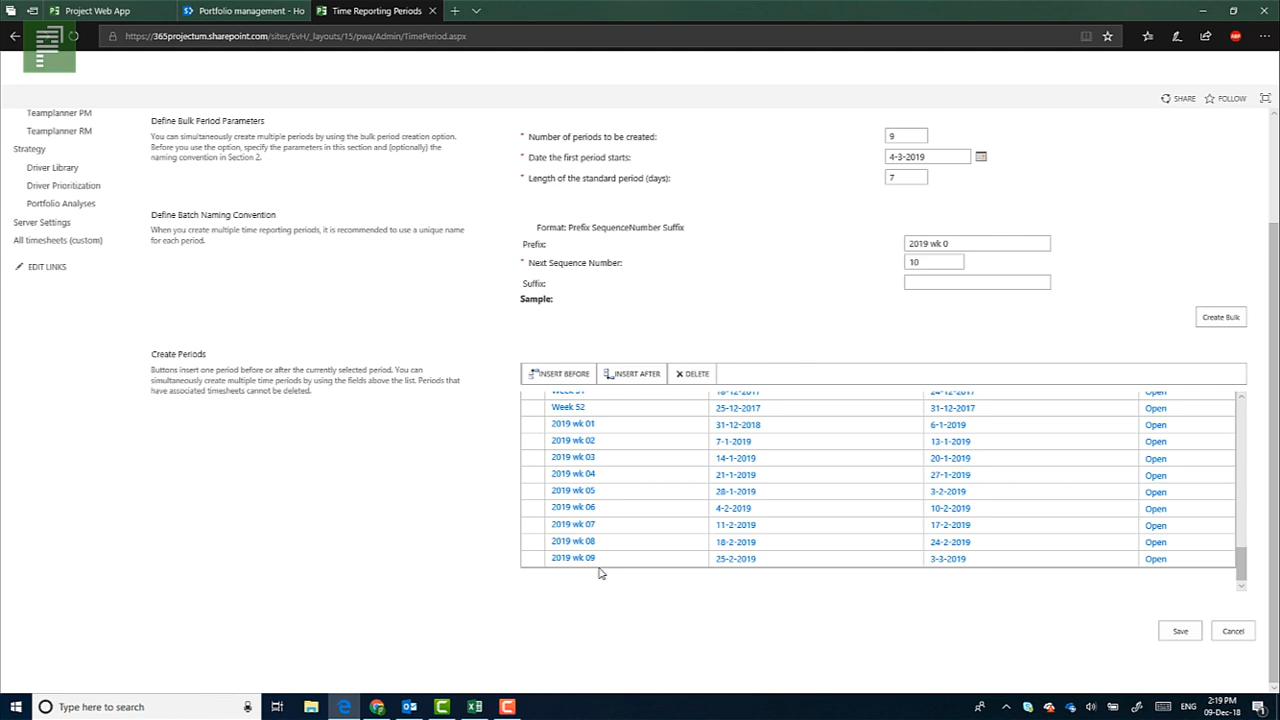 Project Web App
Portfolio management - Ho
Time Reporting Periods
https://365projectum.sharepoint.com/sites/EvH/_layouts/15/pwa/Admin/TimePeriod.aspx
ABP
SHARE
FOLLOW
Teamplanner PM
Teamplanner RM
Strategy
Driver Library
Driver Prioritization
Portfolio Analyses
Server Settings
All timesheets (custom)
EDIT LINKS
Define Bulk Period Parameters
You can simultaneously create multiple periods by using the bulk period creation option.
Before you use the option, specify the parameters in this section and (optionally) the
naming convention in Section 2.
* Number of periods to be created: 9
* Date the first period starts: 4-3-2019
* Length of the standard period (days): 7
Define Batch Naming Convention
When you create multiple time reporting periods, it is recommended to use a unique name
for each period.
Format: Prefix SequenceNumber Suffix
Prefix: 2019 wk 0
* Next Sequence Number: 10
Suffix:
Sample:
Create Bulk
Create Periods
Buttons insert one period before or after the currently selected period. You can
simultaneously create multiple time periods by using the fields above the list. Periods that
have associated timesheets cannot be deleted.
INSERT BEFORE INSERT AFTER DELETE
Week 51 18-12-2017 24-12-2017 Open
Week 52 25-12-2017 31-12-2017 Open
2019 wk 01 31-12-2018 6-1-2019 Open
2019 wk 02 7-1-2019 13-1-2019 Open
2019 wk 03 14-1-2019 20-1-2019 Open
2019 wk 04 21-1-2019 27-1-2019 Open
2019 wk 05 28-1-2019 3-2-2019 Open
2019 wk 06 4-2-2019 10-2-2019 Open
2019 wk 07 11-2-2019 17-2-2019 Open
2019 wk 08 18-2-2019 24-2-2019 Open
2019 wk 09 25-2-2019 3-3-2019 Open
Save Cancel
Type here to search
ENG
2:19 PM
09-Dec-18